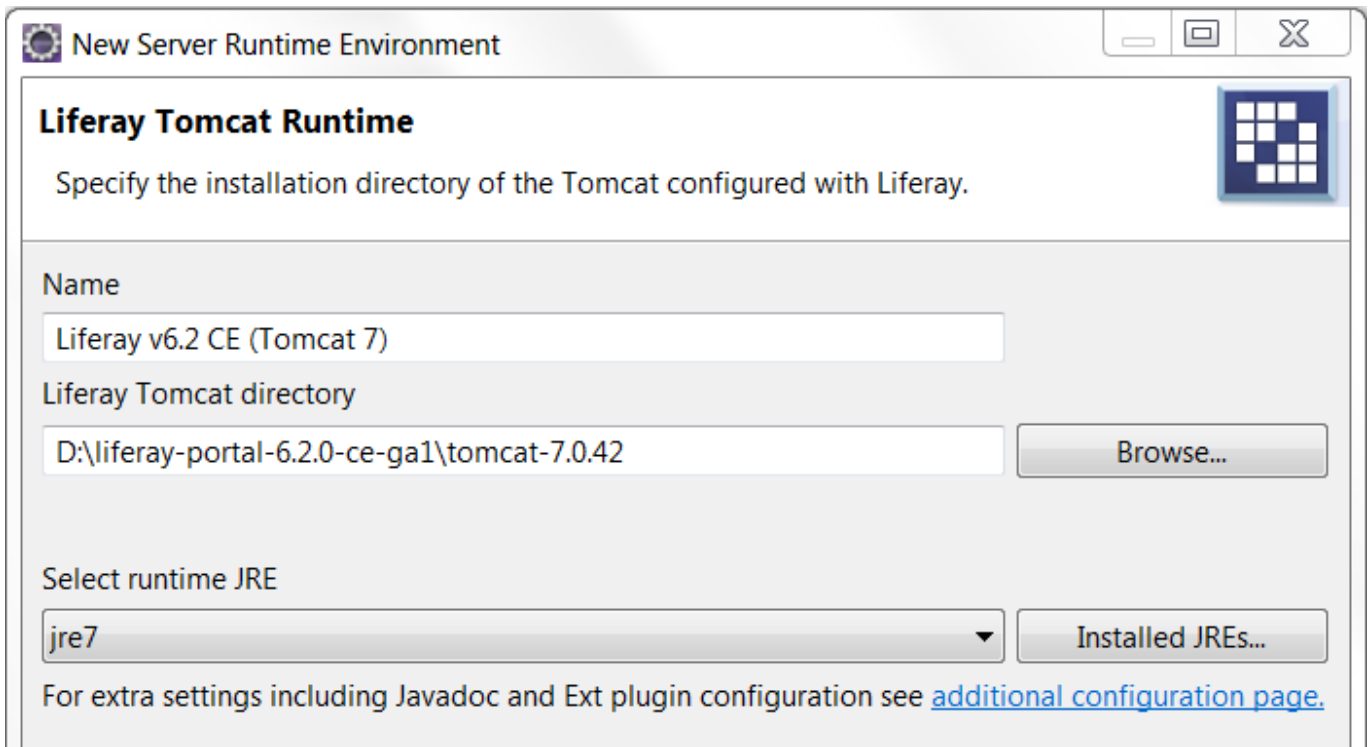 New Server Runtime Environment
Liferay Tomcat Runtime
Specify the installation directory of the Tomcat configured with Liferay.
Name
Liferay v6.2 CE (Tomcat 7)
Liferay Tomcat directory
D:\liferay-portal-6.2.0-ce-ga1\tomcat-7.0.42
Browse...
Select runtime JRE
jre7
Installed JREs...
For extra settings including Javadoc and Ext plugin configuration see additional configuration page.